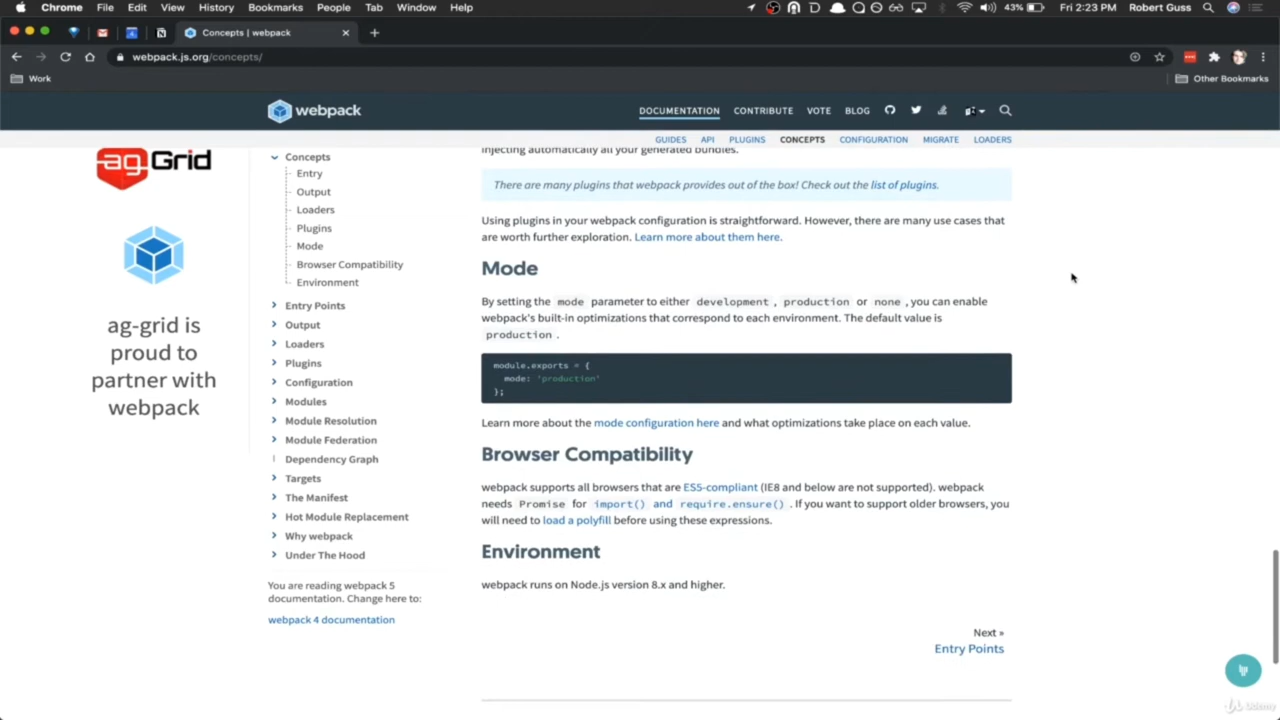 Chrome File Edit View History Bookmarks People Tab Window Help 43% Fri 2:23 PM Robert Guss
Concepts | webpack
webpack.js.org/concepts/
Work Other Bookmarks
webpack DOCUMENTATION CONTRIBUTE VOTE BLOG
GUIDES API PLUGINS CONCEPTS CONFIGURATION MIGRATE LOADERS
ag Grid
ag-grid is
proud to
partner with
webpack
Concepts
Entry
Output
Loaders
Plugins
Mode
Browser Compatibility
Environment
Entry Points
Output
Loaders
Plugins
Configuration
Modules
Module Resolution
Module Federation
Dependency Graph
Targets
The Manifest
Hot Module Replacement
Why webpack
Under The Hood
You are reading webpack 5
documentation. Change here to:
webpack 4 documentation
injecting automatically all your generated bundles.
There are many plugins that webpack provides out of the box! Check out the list of plugins.
Using plugins in your webpack configuration is straightforward. However, there are many use cases that
are worth further exploration. Learn more about them here.
Mode
By setting the mode parameter to either development, production or none, you can enable
webpack's built-in optimizations that correspond to each environment. The default value is
production.
module.exports = {
mode: 'production'
};
Learn more about the mode configuration here and what optimizations take place on each value.
Browser Compatibility
webpack supports all browsers that are ES5-compliant (IE8 and below are not supported). webpack
needs Promise for import() and require.ensure(). If you want to support older browsers, you
will need to load a polyfill before using these expressions.
Environment
webpack runs on Node.js version 8.x and higher.
Next »
Entry Points
Udemy